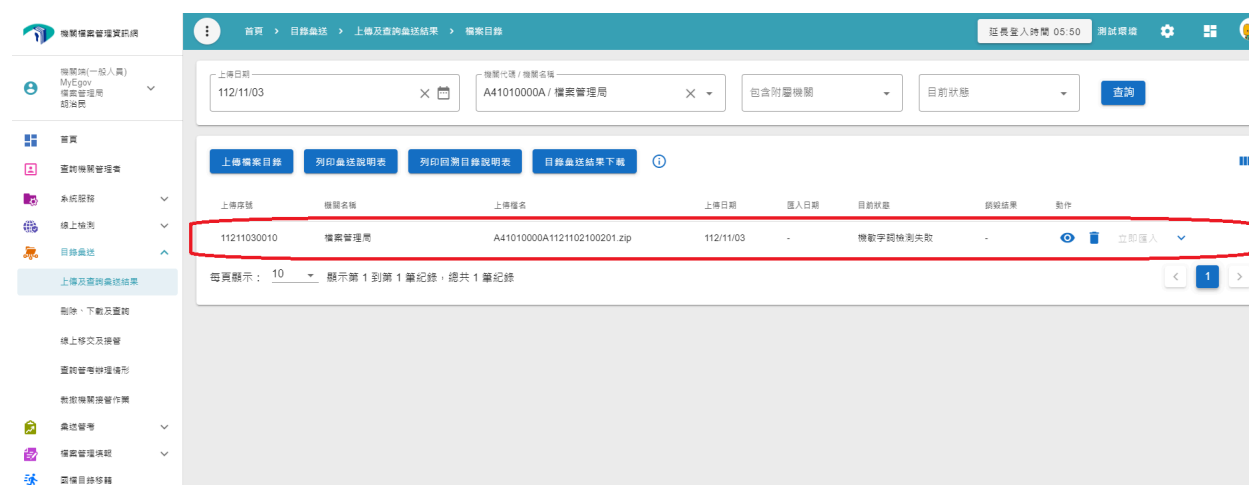 機關檔案管理資訊網
首頁 > 目錄彙送 > 上傳及查詢彙送結果 > 檔案目錄
延長登入時間 05:50
測試環境
機關端(一般人員)
MyEgov
檔案管理局
胡治民
首頁
查詢機關管理者
系統服務
線上檢測
目錄彙送
上傳及查詢彙送結果
刪除、下載及查詢
線上移交及接管
查詢管考辦理情形
裁撤機關接管作業
彙送管考
檔案管理填報
國檔目錄移轉
上傳日期
112/11/03
機關代碼 / 機關名稱
A41010000A / 檔案管理局
包含附屬機關
目前狀態
查詢
上傳檔案目錄
列印彙送說明表
列印回溯目錄說明表
目錄彙送結果下載
上傳序號 機關名稱 上傳檔名 上傳日期 匯入日期 目前狀態 銷毀結果 動作
11211030010 檔案管理局 A41010000A1121102100201.zip 112/11/03 - 機敏字詞檢測失敗 - 立即匯入
每頁顯示： 10 顯示第 1 到第 1 筆紀錄，總共 1 筆紀錄
< 1 >